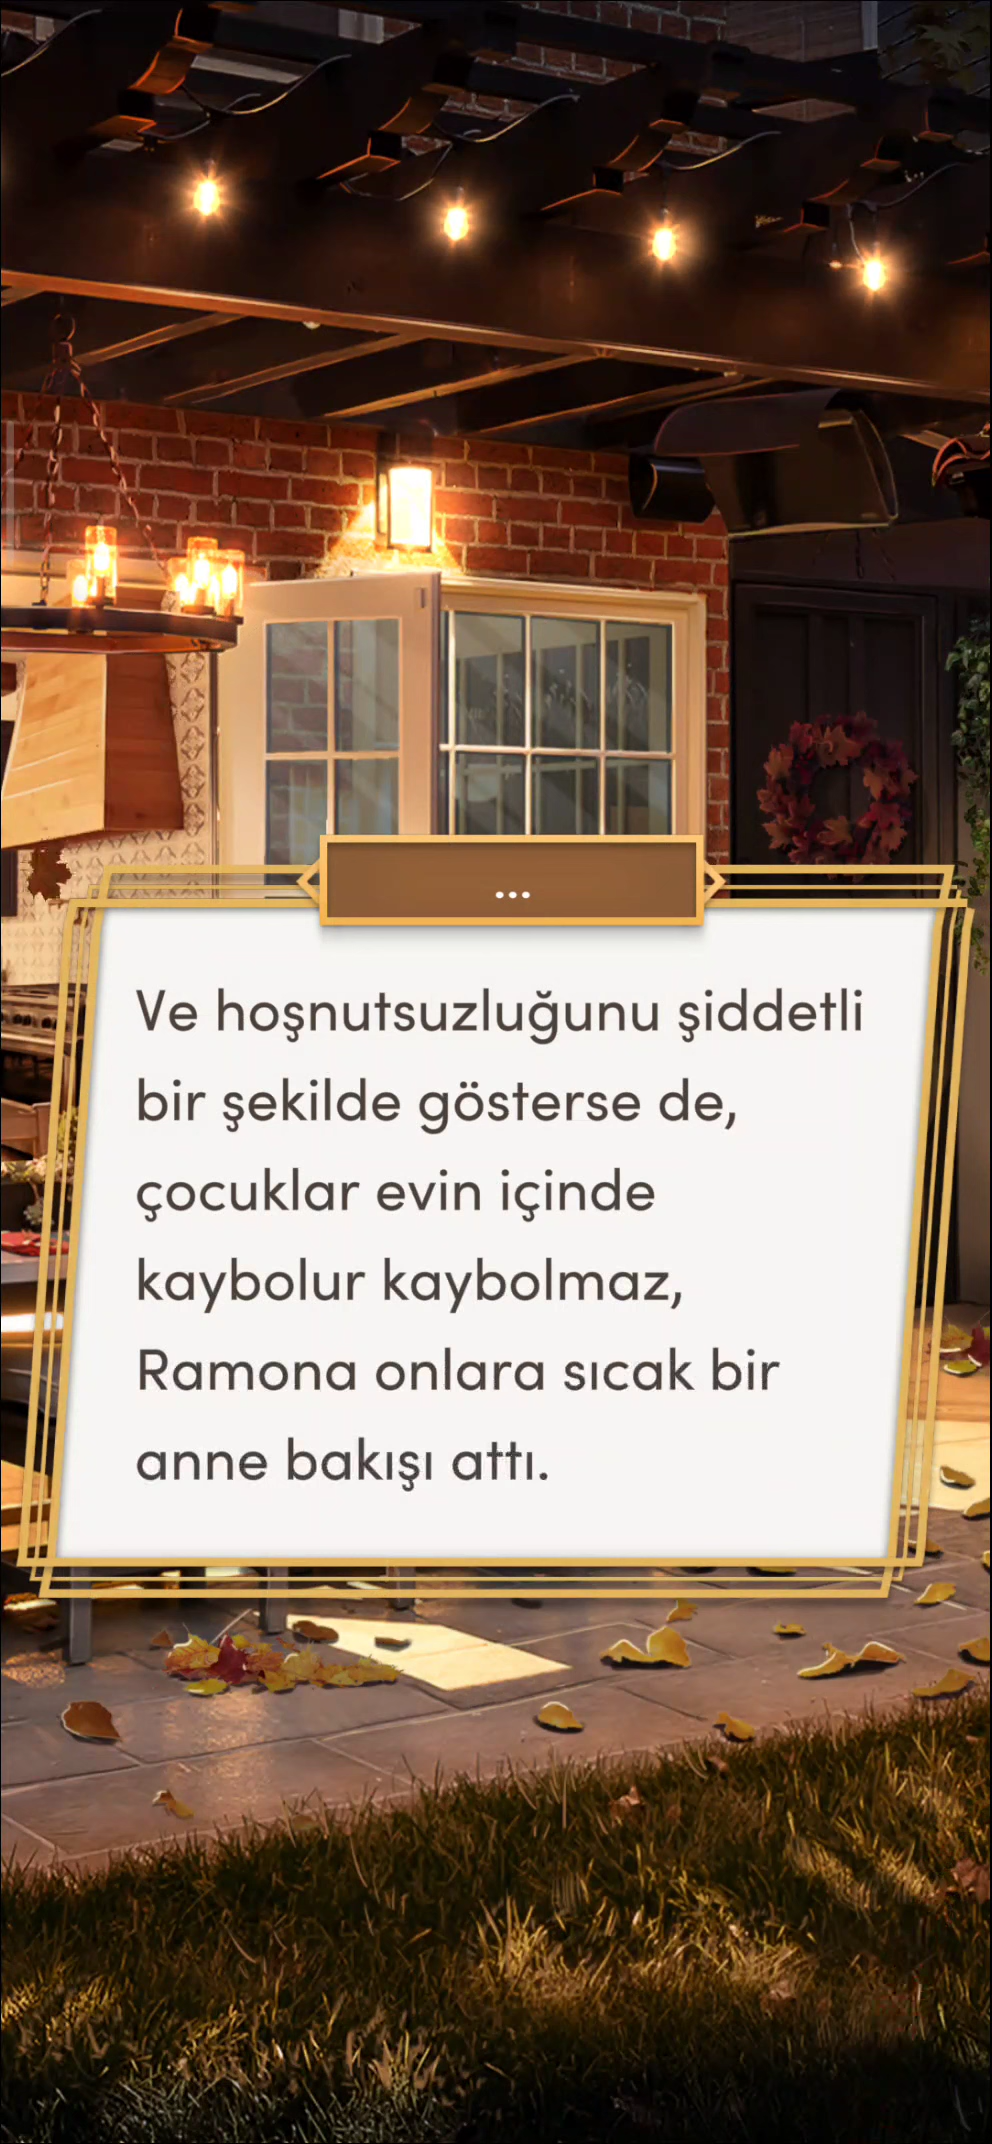 ...
Ve hoşnutsuzluğunu şiddetli
bir şekilde gösterse de,
çocuklar evin içinde
kaybolur kaybolmaz,
Ramona onlara sıcak bir
anne bakışı attı.